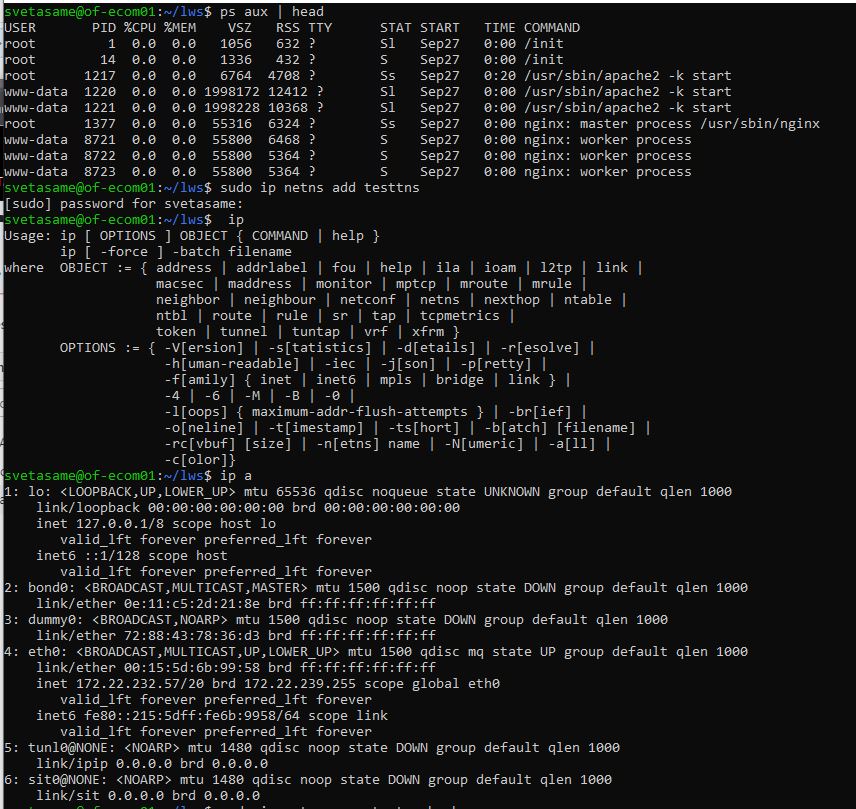 svetasame@of-ecom01:~/lws$ ps aux | head
USER       PID %CPU %MEM    VSZ   RSS TTY      STAT START   TIME COMMAND
root         1  0.0  0.0   1056   632 ?        Sl   Sep27   0:00 /init
root        14  0.0  0.0   1336   432 ?        S    Sep27   0:00 /init
root      1217  0.0  0.0   6764  4708 ?        Ss   Sep27   0:20 /usr/sbin/apache2 -k start
www-data  1220  0.0  0.0 1998172 12412 ?       Sl   Sep27   0:00 /usr/sbin/apache2 -k start
www-data  1221  0.0  0.0 1998228 10368 ?       Sl   Sep27   0:00 /usr/sbin/apache2 -k start
root      1377  0.0  0.0  55316  6324 ?        Ss   Sep27   0:00 nginx: master process /usr/sbin/nginx
www-data  8721  0.0  0.0  55800  6468 ?        S    Sep27   0:00 nginx: worker process
www-data  8722  0.0  0.0  55800  5364 ?        S    Sep27   0:00 nginx: worker process
www-data  8723  0.0  0.0  55800  5364 ?        S    Sep27   0:00 nginx: worker process
svetasame@of-ecom01:~/lws$ sudo ip netns add testtns
[sudo] password for svetasame:
svetasame@of-ecom01:~/lws$  ip
Usage: ip [ OPTIONS ] OBJECT { COMMAND | help }
       ip [ -force ] -batch filename
where  OBJECT := { address | addrlabel | fou | help | ila | ioam | l2tp | link |
                   macsec | maddress | monitor | mptcp | mroute | mrule |
                   neighbor | neighbour | netconf | netns | nexthop | ntable |
                   ntbl | route | rule | sr | tap | tcpmetrics |
                   token | tunnel | tuntap | vrf | xfrm }
       OPTIONS := { -V[ersion] | -s[tatistics] | -d[etails] | -r[esolve] |
                    -h[uman-readable] | -iec | -j[son] | -p[retty] |
                    -f[amily] { inet | inet6 | mpls | bridge | link } |
                    -4 | -6 | -M | -B | -0 |
                    -l[oops] { maximum-addr-flush-attempts } | -br[ief] |
                    -o[neline] | -t[imestamp] | -ts[hort] | -b[atch] [filename] |
                    -rc[vbuf] [size] | -n[etns] name | -N[umeric] | -a[ll] |
                    -c[olor]}
svetasame@of-ecom01:~/lws$ ip a
1: lo: <LOOPBACK,UP,LOWER_UP> mtu 65536 qdisc noqueue state UNKNOWN group default qlen 1000
    link/loopback 00:00:00:00:00:00 brd 00:00:00:00:00:00
    inet 127.0.0.1/8 scope host lo
       valid_lft forever preferred_lft forever
    inet6 ::1/128 scope host
       valid_lft forever preferred_lft forever
2: bond0: <BROADCAST,MULTICAST,MASTER> mtu 1500 qdisc noop state DOWN group default qlen 1000
    link/ether 0e:11:c5:2d:21:8e brd ff:ff:ff:ff:ff:ff
3: dummy0: <BROADCAST,NOARP> mtu 1500 qdisc noop state DOWN group default qlen 1000
    link/ether 72:88:43:78:36:d3 brd ff:ff:ff:ff:ff:ff
4: eth0: <BROADCAST,MULTICAST,UP,LOWER_UP> mtu 1500 qdisc mq state UP group default qlen 1000
    link/ether 00:15:5d:6b:99:58 brd ff:ff:ff:ff:ff:ff
    inet 172.22.232.57/20 brd 172.22.239.255 scope global eth0
       valid_lft forever preferred_lft forever
    inet6 fe80::215:5dff:fe6b:9958/64 scope link
       valid_lft forever preferred_lft forever
5: tunl0@NONE: <NOARP> mtu 1480 qdisc noop state DOWN group default qlen 1000
    link/ipip 0.0.0.0 brd 0.0.0.0
6: sit0@NONE: <NOARP> mtu 1480 qdisc noop state DOWN group default qlen 1000
    link/sit 0.0.0.0 brd 0.0.0.0